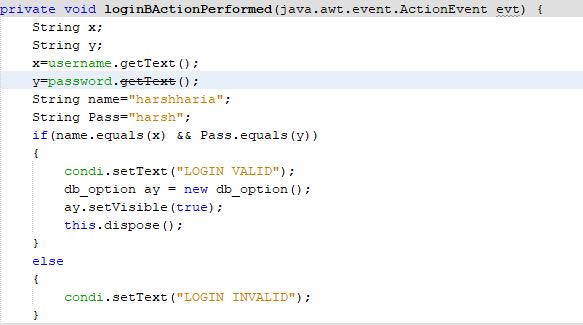 private void loginBActionPerformed(java.awt.event.ActionEvent evt) {
String x;
String y;
x=username.getText();
y=password.getText();
String name="harshharia";
String Pass="harsh";
if(name.equals(x) && Pass.equals(y))
{
condi.setText("LOGIN VALID");
db_option ay = new db_option();
ay.setVisible(true);
this.dispose();
}
else
{
condi.setText("LOGIN INVALID");
}